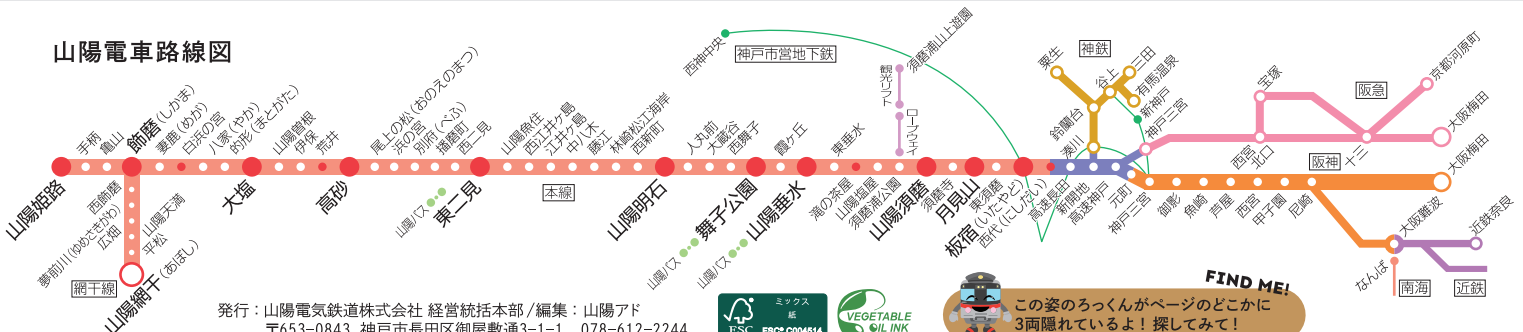 山陽電車路線図
西神中央
神戸市営地下鉄
観光リフト
須磨浦山上遊園
ロープウェイ
粟生
神鉄
谷上
三田
有馬温泉
新神戸
神戸三宮
鈴蘭台
湊川
宝塚
阪急
京都河原町
大阪梅田
西宮北口
十三
阪神
大阪梅田
手柄
亀山
飾磨(しかま)
妻鹿(めが)
白浜の宮
八家(やか)
的形(まとがた)
山陽曽根
伊保
荒井
尾上の松(おのえのまつ)
浜の宮
別府(べふ)
播磨町
西二見
山陽魚住
西江井ケ島
江井ケ島
中八木
藤江
林崎松江海岸
西新町
人丸前
大蔵谷
西舞子
霞ケ丘
東垂水
山陽姫路
大塩
高砂
山陽バス
東二見
本線
山陽明石
山陽バス
舞子公園
山陽バス
山陽垂水
滝の茶屋
山陽塩屋
須磨浦公園
山陽須磨
須磨寺
月見山
東須磨
板宿(いたやど)
西代(にしだい)
高速長田
新開地
高速神戸
元町
神戸三宮
御影
魚崎
芦屋
西宮
甲子園
尼崎
大阪難波
近鉄奈良
なんば
南海
近鉄
西飾磨
夢前川(ゆめさきがわ)
広畑
山陽天満
平松
山陽網干(あぼし)
網干線
発行：山陽電気鉄道株式会社 経営統括本部/編集：山陽アド
〒653-0843 神戸市長田区御屋敷通3-1-1 078-612-2244
ミックス
紙
FSC
FSC® C004514
VEGETABLE
OIL INK
FIND ME!
この姿のろっくんがページのどこかに
3両隠れているよ！探してみて！